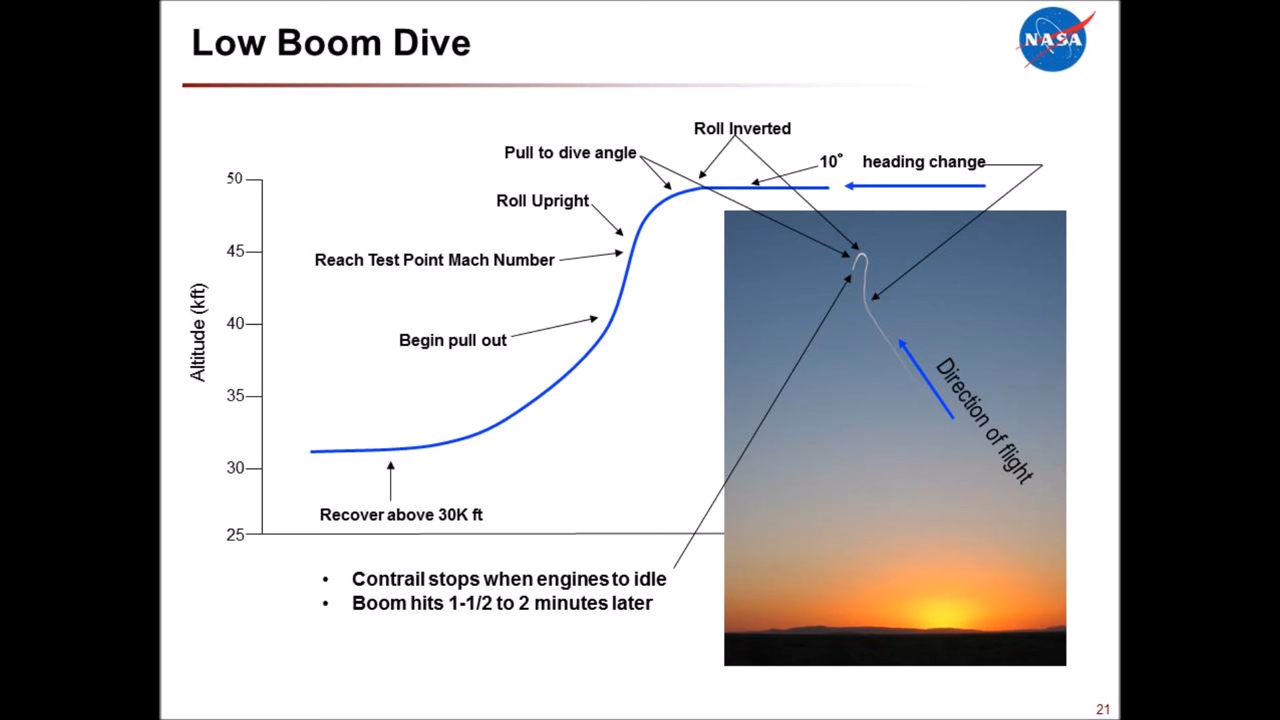 Low Boom Dive
NASA
Roll Inverted
Pull to dive angle
10° heading change
50
Roll Upright
45
Reach Test Point Mach Number
Altitude (kft)
40
Begin pull out
Direction of flight
35
30
Recover above 30K ft
25
• Contrail stops when engines to idle
• Boom hits 1-1/2 to 2 minutes later
21